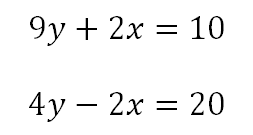 9y + 2x = 10
4y − 2x = 20